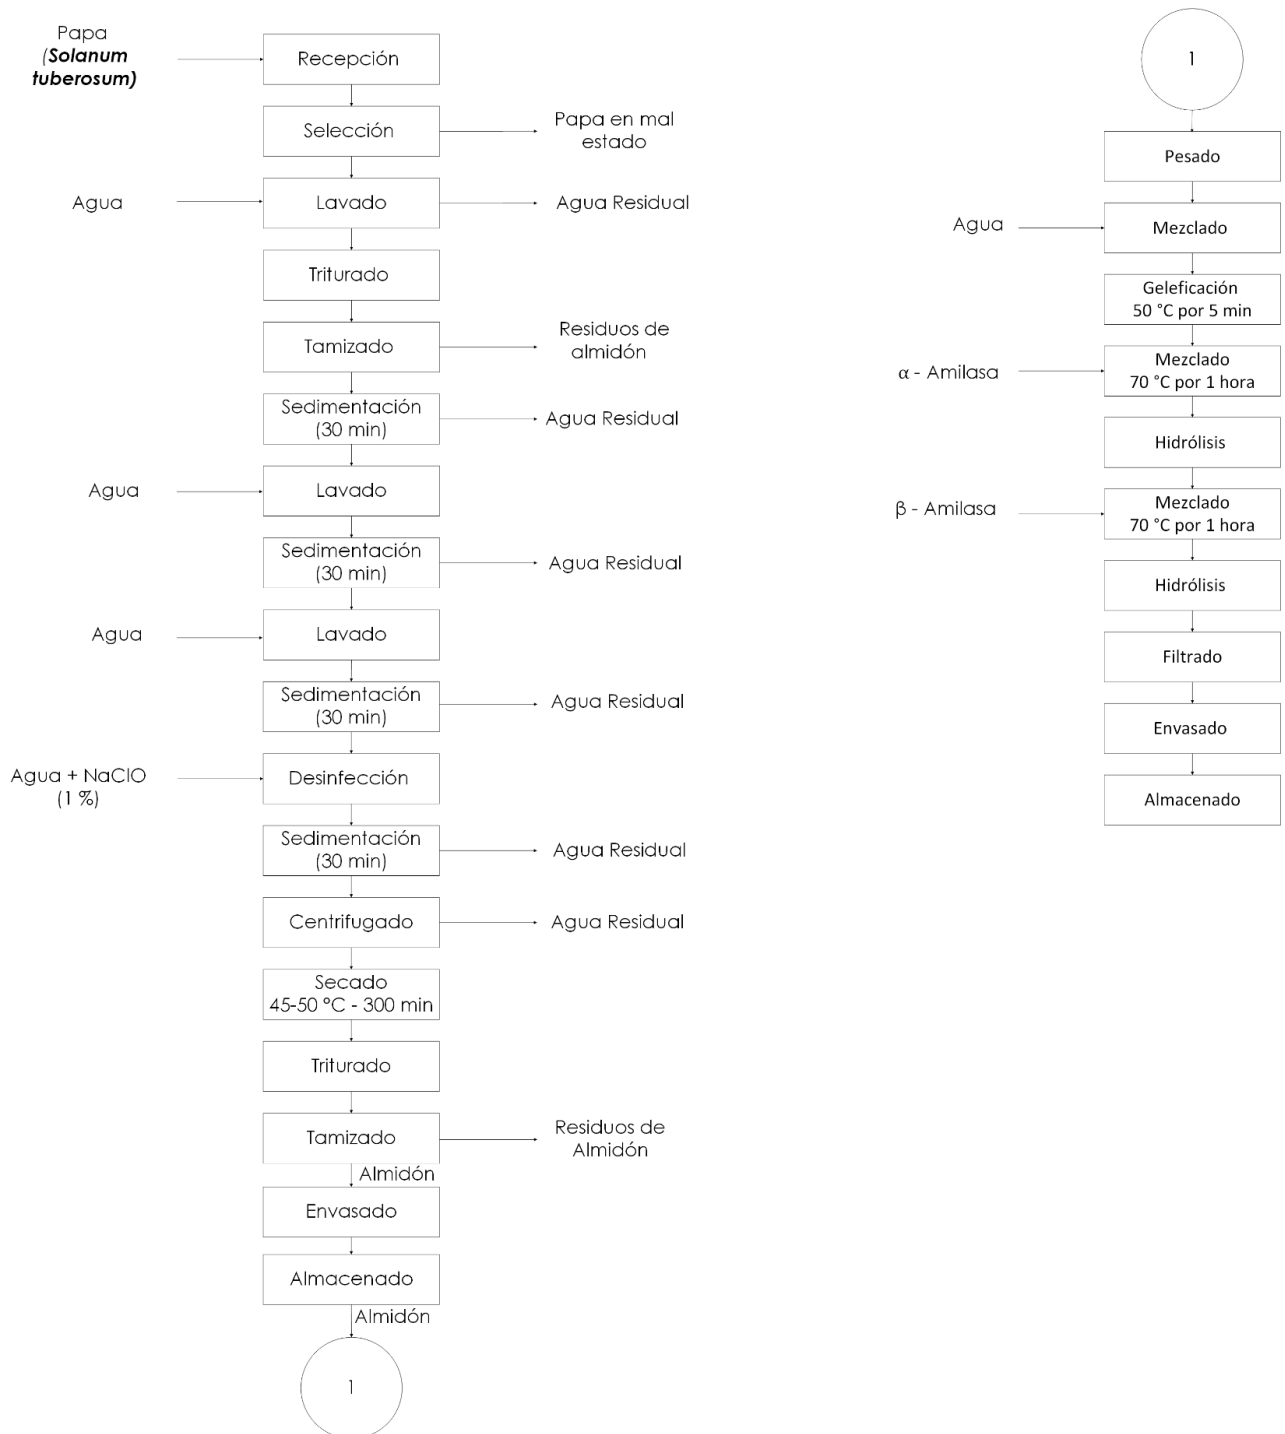 Papa
(Solanum
tuberosum)
Recepción
Selección
Papa en mal
estado
Agua
Lavado
Agua Residual
Triturado
Tamizado
Residuos de
almidón
Sedimentación
(30 min)
Agua Residual
Agua
Lavado
Sedimentación
(30 min)
Agua Residual
Agua
Lavado
Sedimentación
(30 min)
Agua Residual
Agua + NaClO
(1 %)
Desinfección
Sedimentación
(30 min)
Agua Residual
Centrifugado
Agua Residual
Secado
45-50 °C - 300 min
Triturado
Tamizado
Residuos de
Almidón
Almidón
Envasado
Almacenado
Almidón
1
1
Pesado
Agua
Mezclado
Geleficación
50 °C por 5 min
α - Amilasa
Mezclado
70 °C por 1 hora
Hidrólisis
β - Amilasa
Mezclado
70 °C por 1 hora
Hidrólisis
Filtrado
Envasado
Almacenado